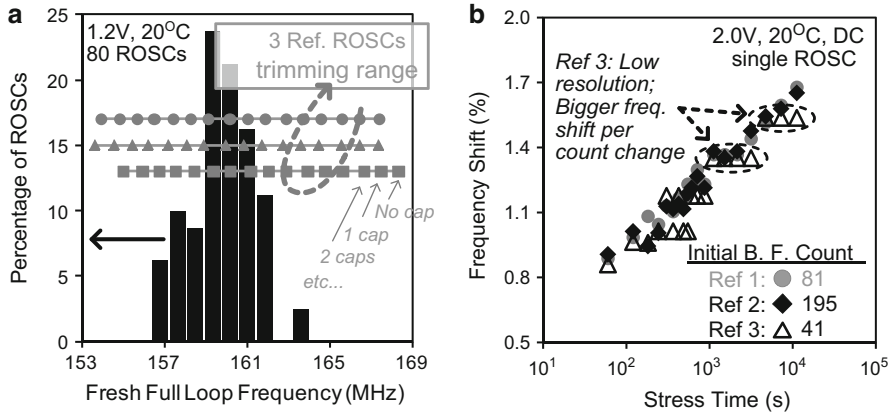 a
1.2V, 20°C
80 ROSCs
3 Ref. ROSCs
trimming range
Percentage of ROSCs
25
20
15
10
5
0
No cap
1 cap
2 caps
etc...
153
157
161
165
169
Fresh Full Loop Frequency (MHz)
b
2.0V, 20°C, DC
single ROSC
Ref 3: Low
resolution;
Bigger freq.
shift per
count change
Frequency Shift (%)
2.0
1.7
1.4
1.1
0.8
0.5
Initial B. F. Count
Ref 1: 81
Ref 2: 195
Ref 3: 41
10¹
10²
10³
10⁴
10⁵
Stress Time (s)